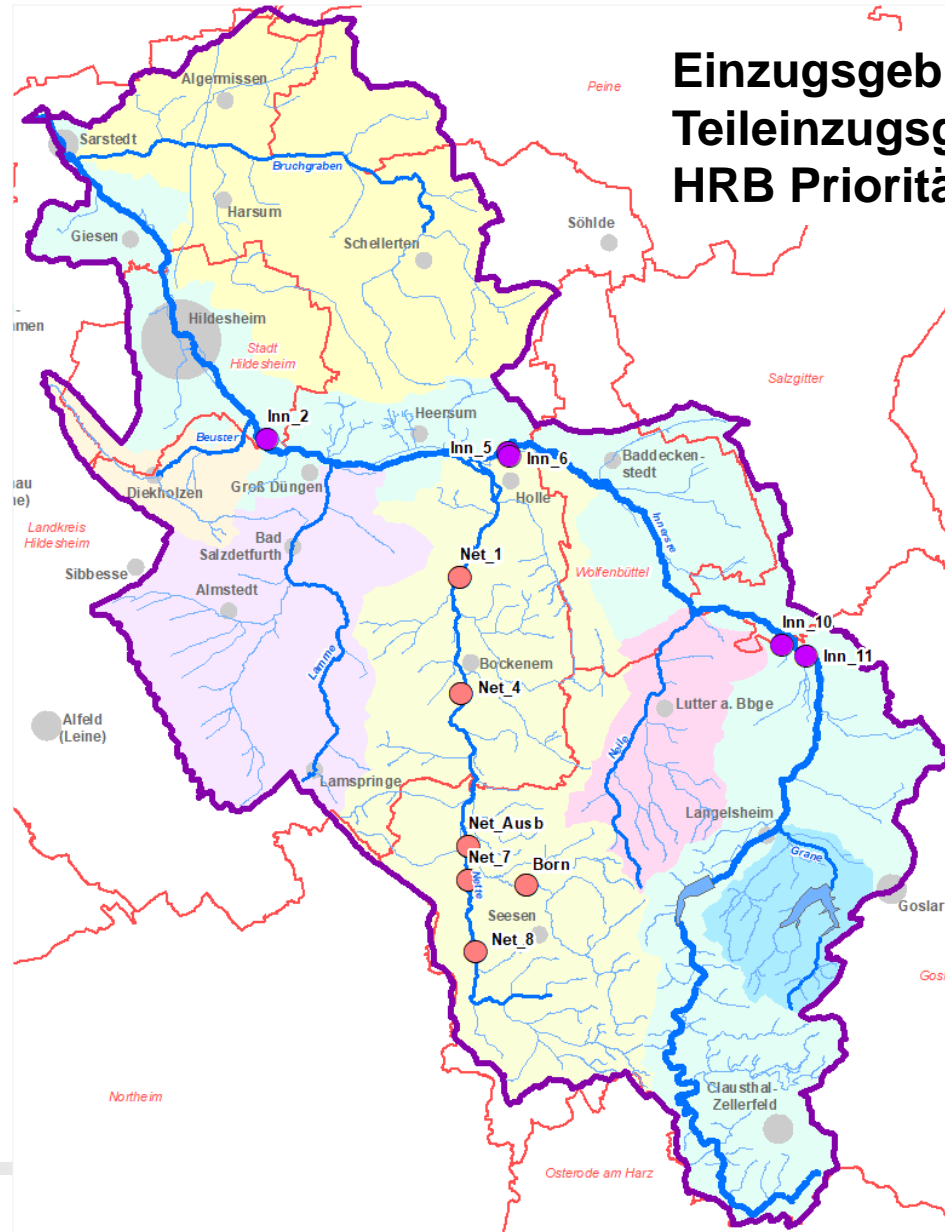 Einzugsgeb
Teileinzugsg
HRB Prioritä
Peine
Algermissen
Sarstedt
Bruchgraben
Harsum
Söhlde
Giesen
Schellerten
Hildesheim
Stadt
Hildesheim
Salzgitter
Inn_2
Heersum
Beuster
Inn_5
Inn_6
Baddecken-
stedt
Diekholzen
Groß Düngen
Holle
Landkreis
Hildesheim
Innerste
Bad
Salzdetfurth
Net_1
Sibbesse
Wolfenbüttel
Almstedt
Inn_10
Inn_11
Lamme
Bockenem
Net_4
Lutter a. Bbge
Alfeld
(Leine)
Neile
Lamspringe
Langelsheim
Net_Ausb
Net_7
Born
Grane
Nette
Goslar
Seesen
Net_8
Gos
Clausthal-
Zellerfeld
Northeim
Osterode am Harz